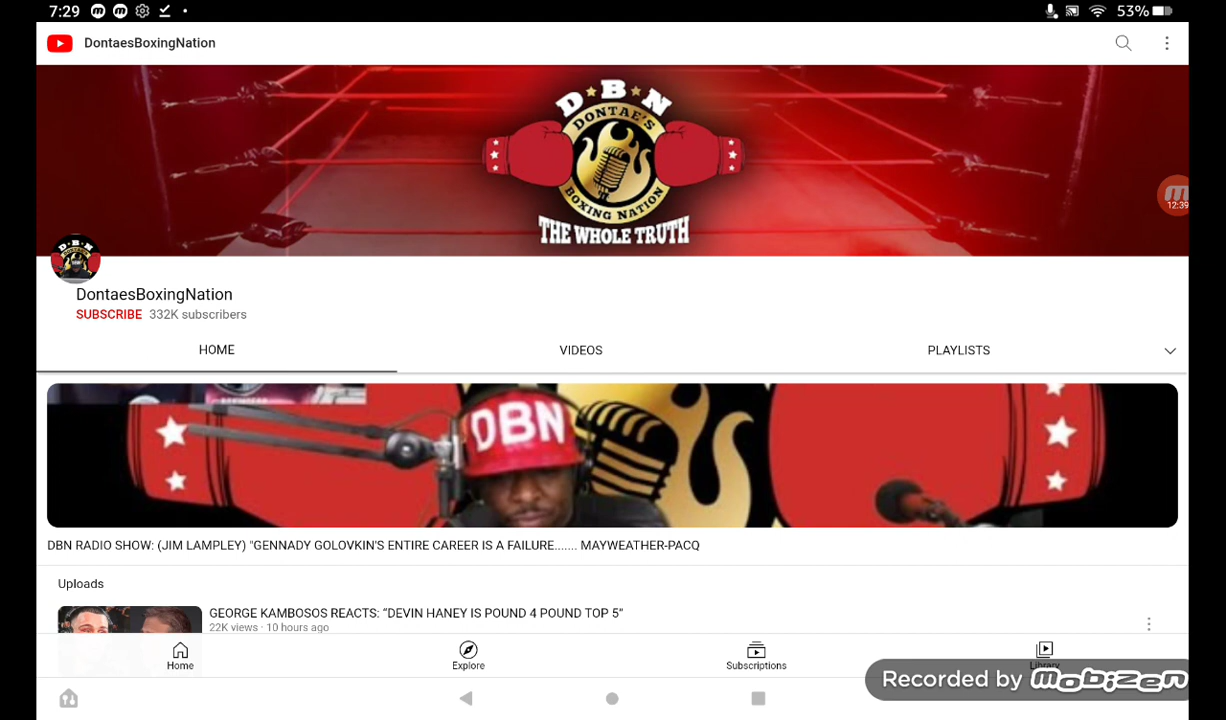 7:29
53%
DontaesBoxingNation
D★B★N
DONTAE'S
BOXING NATION
THE WHOLE TRUTH
12:39
D·B·N
DontaesBoxingNation
SUBSCRIBE 332K subscribers
HOME VIDEOS PLAYLISTS
DBN
DBN RADIO SHOW: (JIM LAMPLEY) "GENNADY GOLOVKIN'S ENTIRE CAREER IS A FAILURE....... MAYWEATHER-PACQ
Uploads
GEORGE KAMBOSOS REACTS: “DEVIN HANEY IS POUND 4 POUND TOP 5”
22K views · 10 hours ago
Home Explore Subscriptions Library
Recorded by mobizen